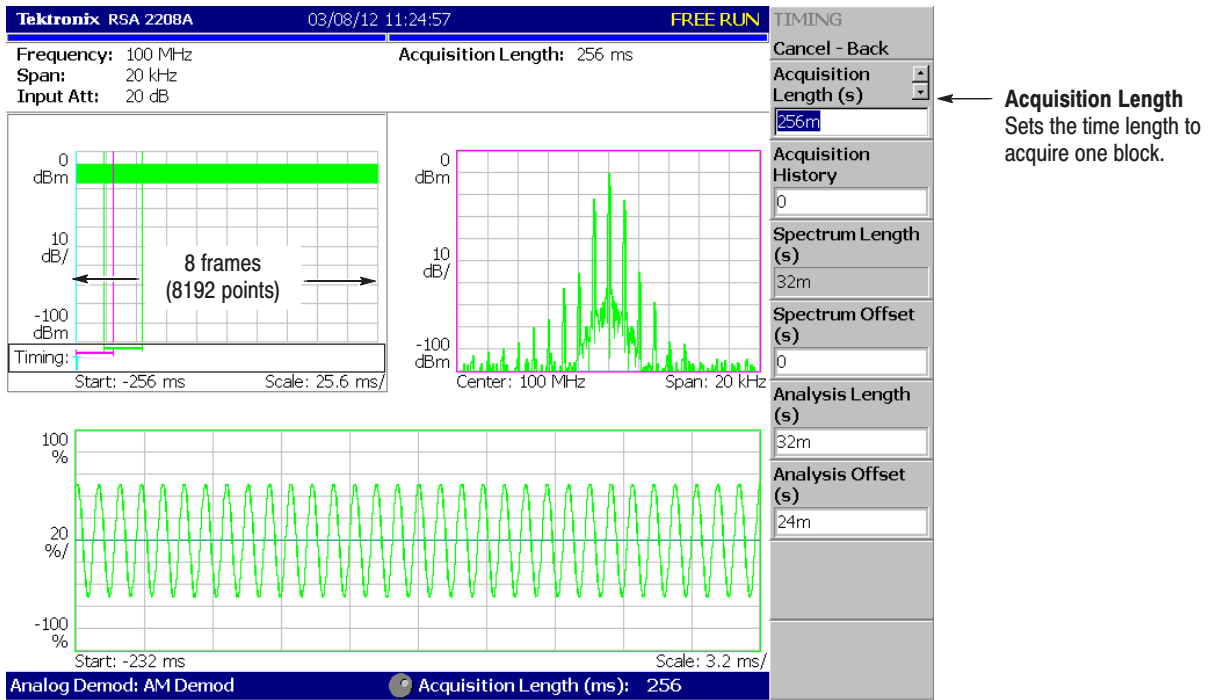 Tektronix RSA 2208A 03/08/12 11:24:57 FREE RUN
Frequency: 100 MHz
Span: 20 kHz
Input Att: 20 dB
Acquisition Length: 256 ms
0
dBm
10
dB/
-100
dBm
8 frames
(8192 points)
Timing:
Start: -256 ms Scale: 25.6 ms/
0
dBm
10
dB/
-100
dBm
Center: 100 MHz Span: 20 kHz
100
%
20
%/
-100
%
Start: -232 ms Scale: 3.2 ms/
Analog Demod: AM Demod Acquisition Length (ms): 256
TIMING
Cancel - Back
Acquisition
Length (s)
256m
Acquisition
History
0
Spectrum Length
(s)
32m
Spectrum Offset
(s)
0
Analysis Length
(s)
32m
Analysis Offset
(s)
24m
Acquisition Length
Sets the time length to
acquire one block.